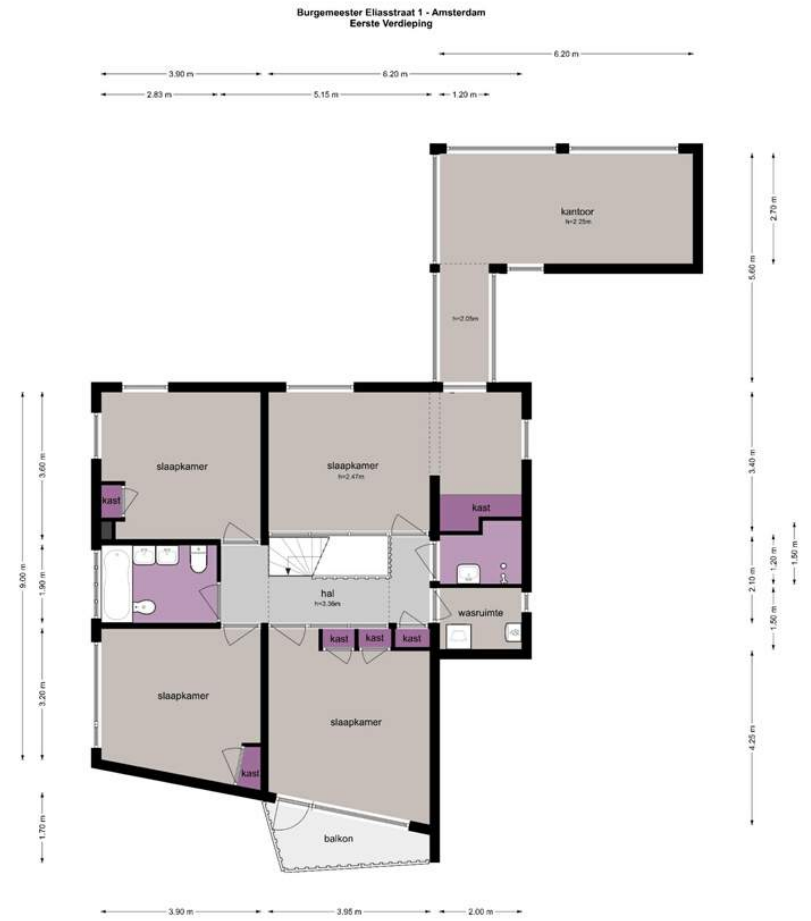 Burgemeester Eliasstraat 1 - Amsterdam
Eerste Verdieping
6.20 m
3.90 m
6.20 m
2.83 m
5.15 m
1.20 m
kantoor
h=2.25m
2.70 m
5.60 m
h=2.05m
slaapkamer
slaapkamer
h=2.47m
3.60 m
3.40 m
kast
kast
9.00 m
1.90 m
hal
h=3.36m
wasruimte
2.10 m
1.20 m
1.50 m
1.50 m
kast
kast
kast
slaapkamer
slaapkamer
3.20 m
4.25 m
kast
balkon
1.70 m
3.90 m
3.95 m
2.00 m